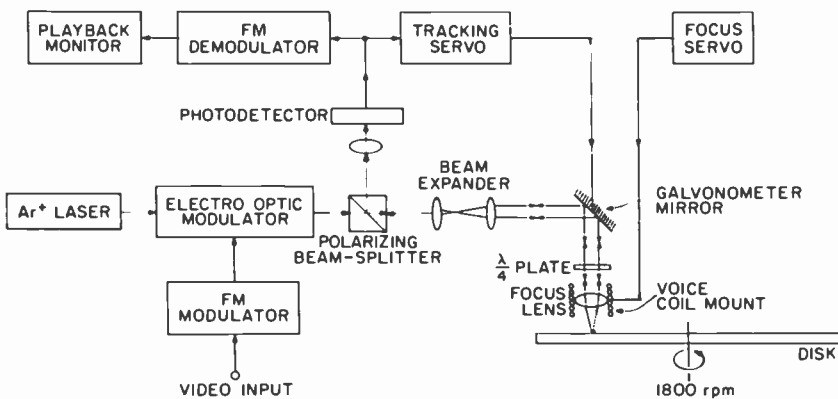 PLAYBACK
MONITOR
FM
DEMODULATOR
TRACKING
SERVO
FOCUS
SERVO
PHOTODETECTOR
BEAM
EXPANDER
Ar+ LASER
ELECTRO OPTIC
MODULATOR
POLARIZING
BEAM-SPLITTER
GALVONOMETER
MIRROR
λ/4 PLATE
FOCUS
LENS
VOICE
COIL MOUNT
FM
MODULATOR
DISK
VIDEO INPUT
1800 rpm